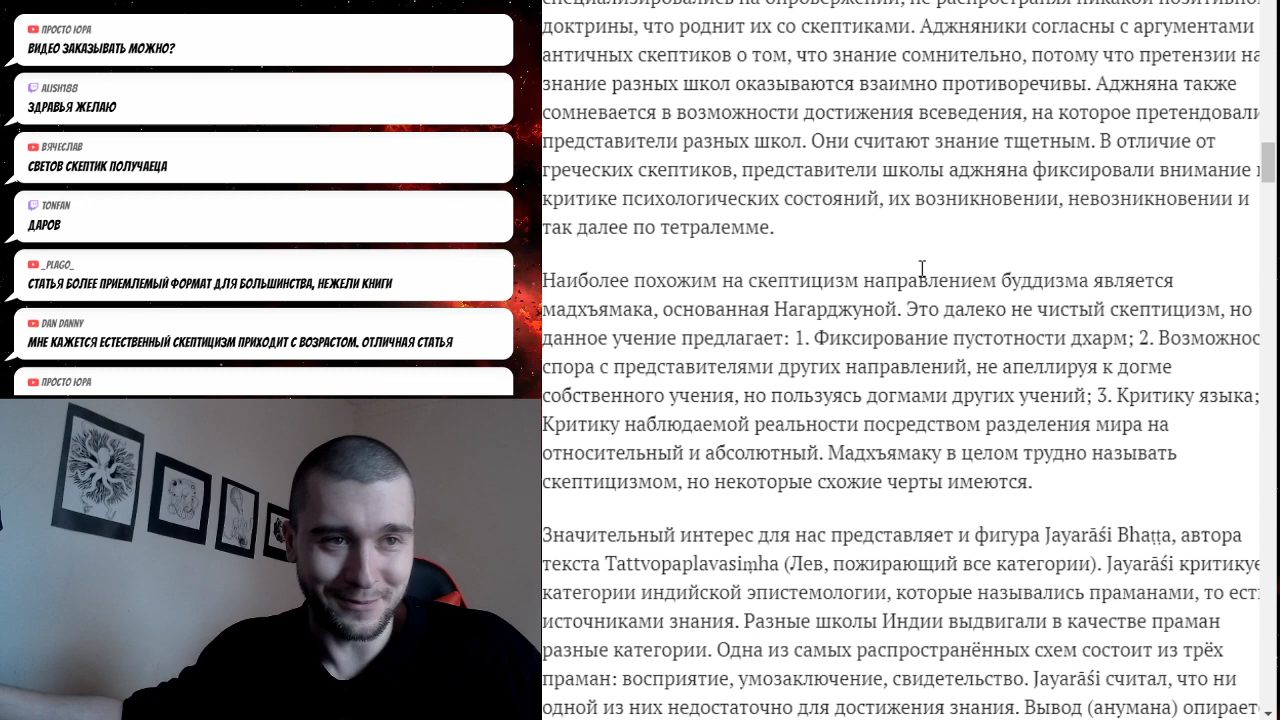 ПРОСТО ЮРА
ВИДЕО ЗАКАЗЫВАТЬ МОЖНО?
ALISH188
ЗДРАВЬЯ ЖЕЛАЮ
ВЯЧЕСЛАВ
СВЕТОВ СКЕПТИК ПОЛУЧАЕЦА
TONFAN
ДАРОВ
_PLAGO_
СТАТЬЯ БОЛЕЕ ПРИЕМЛЕМЫЙ ФОРМАТ ДЛЯ БОЛЬШИНСТВА, НЕЖЕЛИ КНИГИ
DAN DANNY
МНЕ КАЖЕТСЯ ЕСТЕСТВЕННЫЙ СКЕПТИЦИЗМ ПРИХОДИТ С ВОЗРАСТОМ. ОТЛИЧНАЯ СТАТЬЯ
ПРОСТО ЮРА
доктрины, что роднит их со скептиками. Аджняники согласны с аргументами
античных скептиков о том, что знание сомнительно, потому что претензии на
знание разных школ оказываются взаимно противоречивы. Аджняна также
сомневается в возможности достижения всеведения, на которое претендовали
представители разных школ. Они считают знание тщетным. В отличие от
греческих скептиков, представители школы аджняна фиксировали внимание
критике психологических состояний, их возникновении, невозникновении и
так далее по тетралемме.
Наиболее похожим на скептицизм направлением буддизма является
мадхъямака, основанная Нагарджуной. Это далеко не чистый скептицизм, но
данное учение предлагает: 1. Фиксирование пустотности дхарм; 2. Возможнос
спора с представителями других направлений, не апеллируя к догме
собственного учения, но пользуясь догмами других учений; 3. Критику языка;
Критику наблюдаемой реальности посредством разделения мира на
относительный и абсолютный. Мадхъямаку в целом трудно называть
скептицизмом, но некоторые схожие черты имеются.
Значительный интерес для нас представляет и фигура Jayarāśi Bhaṭṭa, автора
текста Tattvopaplavasiṃha (Лев, пожирающий все категории). Jayarāśi критикуе
категории индийской эпистемологии, которые назывались праманами, то ест
источниками знания. Разные школы Индии выдвигали в качестве праман
разные категории. Одна из самых распространённых схем состоит из трёх
праман: восприятие, умозаключение, свидетельство. Jayarāśi считал, что ни
одной из них недостаточно для достижения знания. Вывод (анумана) опирает